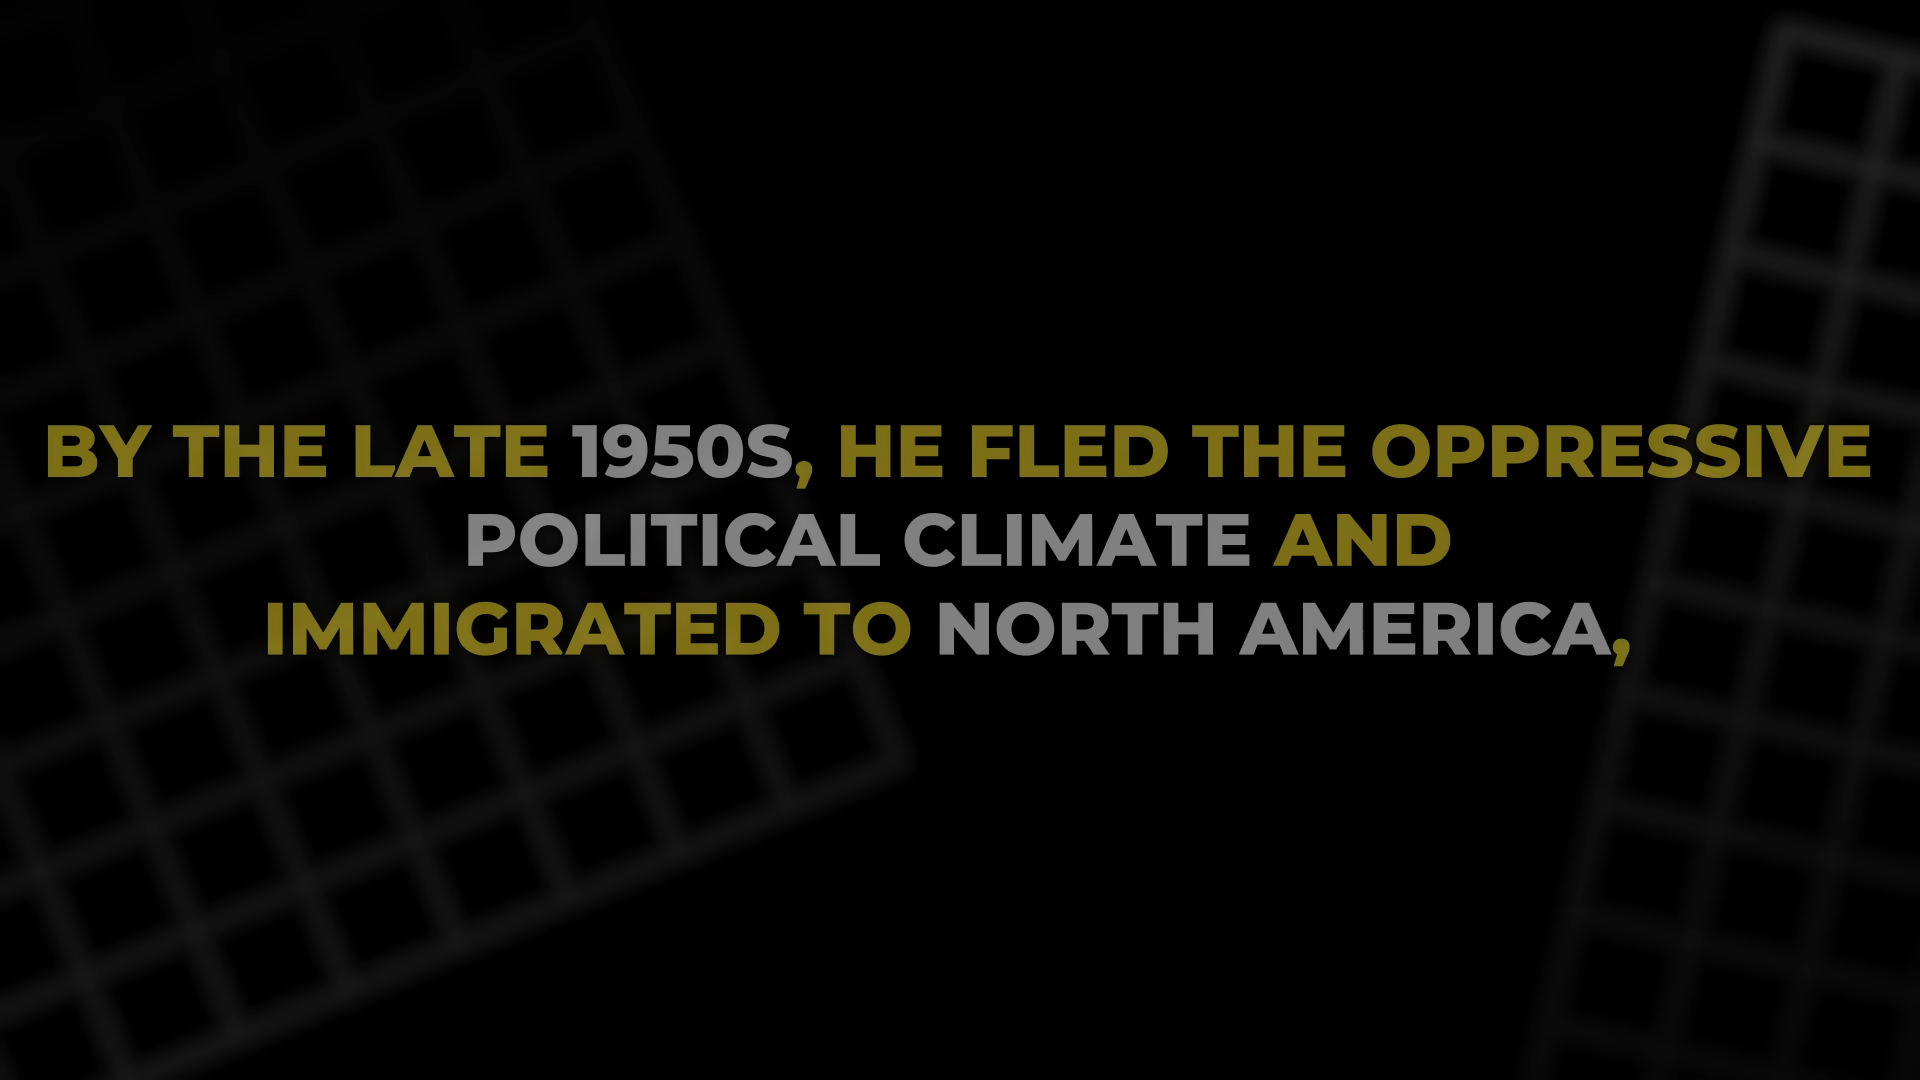 BY THE LATE 1950S, HE FLED THE OPPRESSIVE
POLITICAL CLIMATE AND
IMMIGRATED TO NORTH AMERICA,